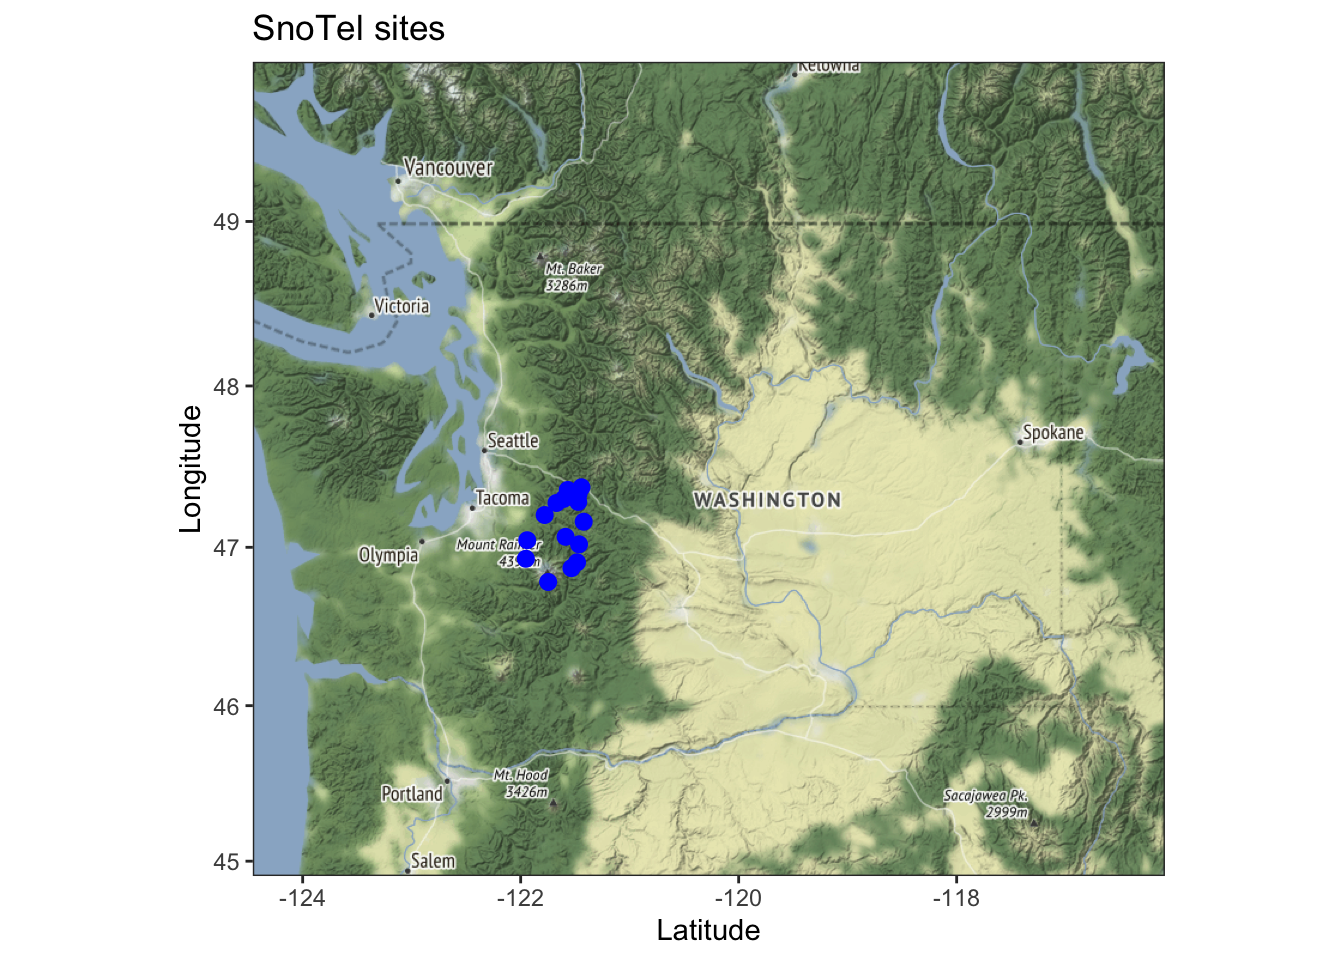 SnoTel sites
Kelowna
Vancouver
49
Mt. Baker
3286m
Victoria
48
Longitude
Seattle
Spokane
Tacoma
WASHINGTON
47
Olympia
Mount
46
Mt. Hood
3426m
Portland
Sacajawea Pk.
2999m
45
Salem
-124
-122
-120
-118
Latitude